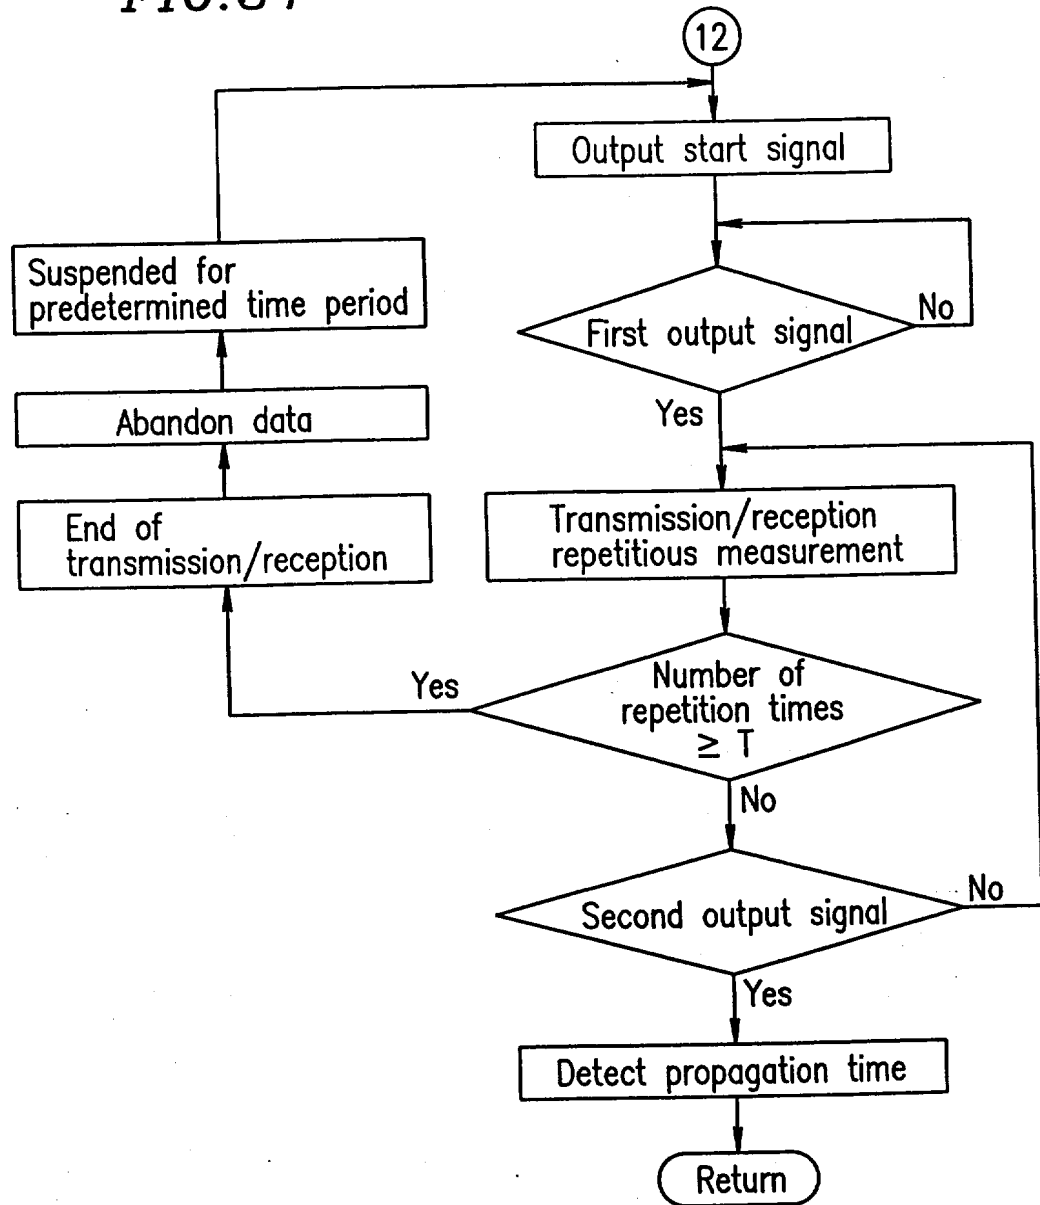 12
Output start signal
First output signal
No
Yes
Transmission/reception
repetitious measurement
Number of
repetition times
≥ T
Yes
No
End of
transmission/reception
Abandon data
Suspended for
predetermined time period
Second output signal
No
Yes
Detect propagation time
Return